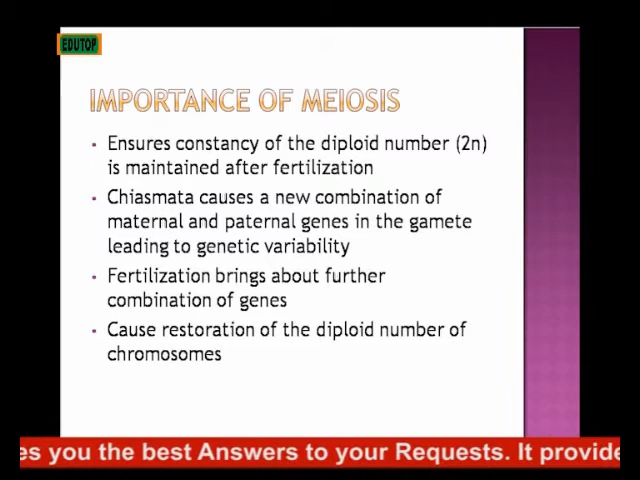 EDUTOP
IMPORTANCE OF MEIOSIS
• Ensures constancy of the diploid number (2n)
is maintained after fertilization
• Chiasmata causes a new combination of
maternal and paternal genes in the gamete
leading to genetic variability
• Fertilization brings about further
combination of genes
• Cause restoration of the diploid number of
chromosomes
es you the best Answers to your Requests. It provide